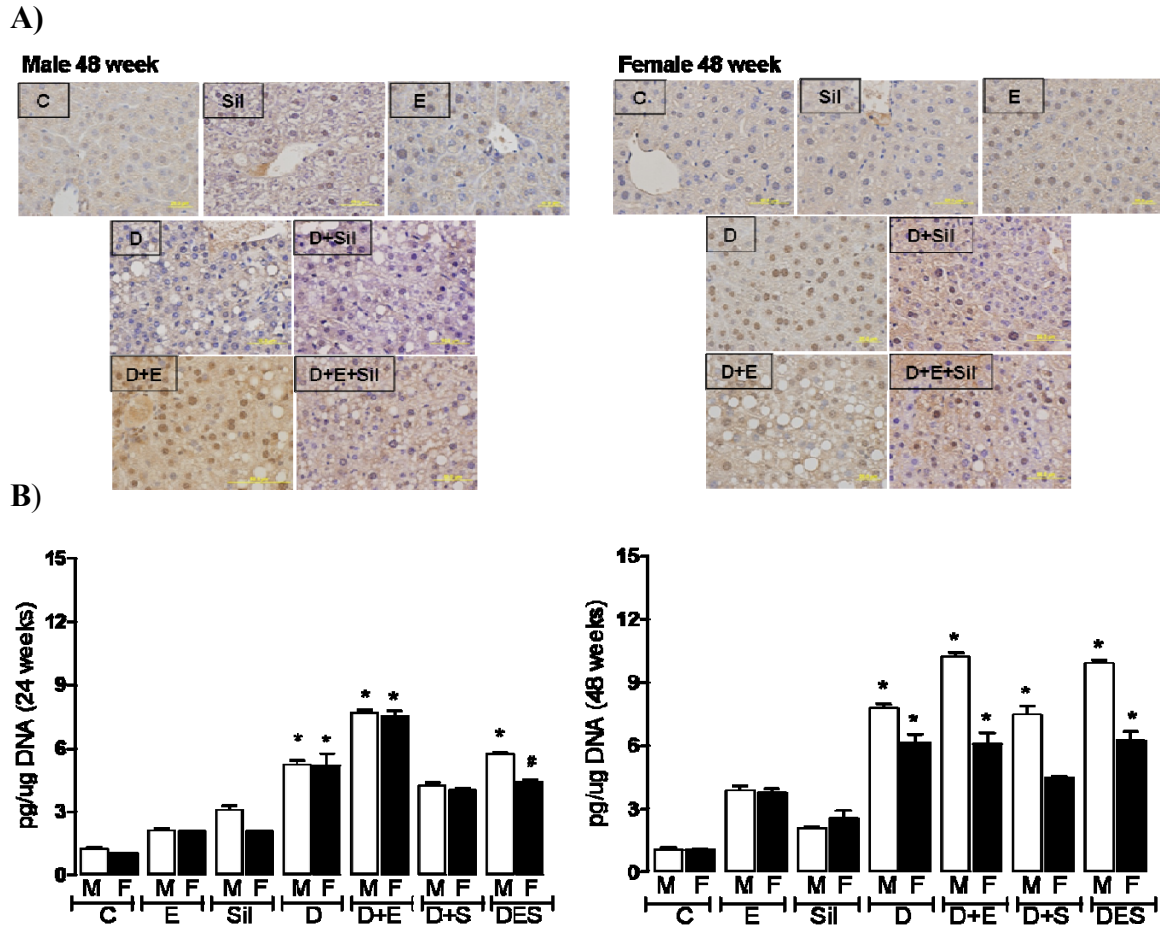 A)
Male 48 week
Female 48 week
C
Sil
E
C
Sil
E
D
D+Sil
D
D+Sil
D+E
D+E+Sil
D+E
D+E+Sil
B)
pg/ug DNA (24 weeks)
15
12
9
6
3
0
* * * * * #
M F M F M F M F M F M F M F
C E Sil D D+E D+S DES
pg/ug DNA (48 weeks)
15
12
9
6
3
0
* * * * * * *
M F M F M F M F M F M F M F
C E Sil D D+E D+S DES